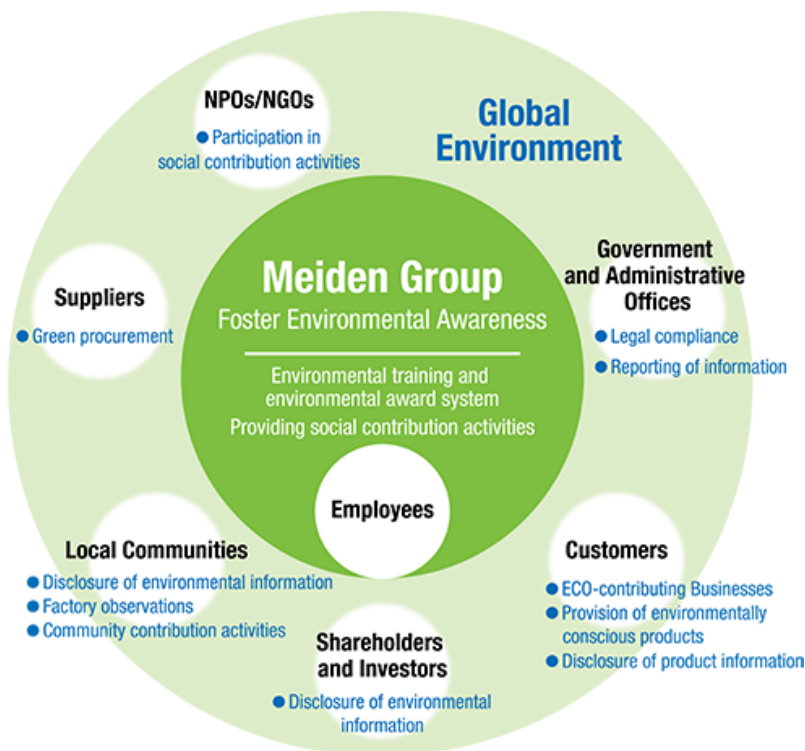 NPOs/NGOs
● Participation in
social contribution activities
Global
Environment
Meiden Group
Foster Environmental Awareness
Environmental training and
environmental award system
Providing social contribution activities
Employees
Suppliers
● Green procurement
Government
and Administrative
Offices
● Legal compliance
● Reporting of information
Local Communities
● Disclosure of environmental information
● Factory observations
● Community contribution activities
Shareholders
and Investors
● Disclosure of environmental
information
Customers
● ECO-contributing Businesses
● Provision of environmentally
conscious products
● Disclosure of product information